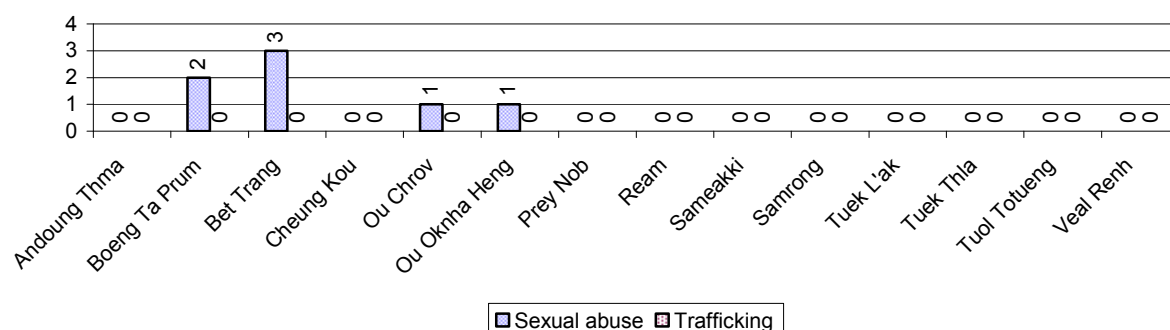 4
3
2
1
0
0 0
2 0
3 0
0 0
1 0
1 0
0 0
0 0
0 0
0 0
0 0
0 0
0 0
0 0
Andoung Thma
Boeng Ta Prum
Bet Trang
Cheung Kou
Ou Chrov
Ou Oknha Heng
Prey Nob
Ream
Sameakki
Samrong
Tuek L'ak
Tuek Thla
Tuol Totueng
Veal Renh
Sexual abuse Trafficking